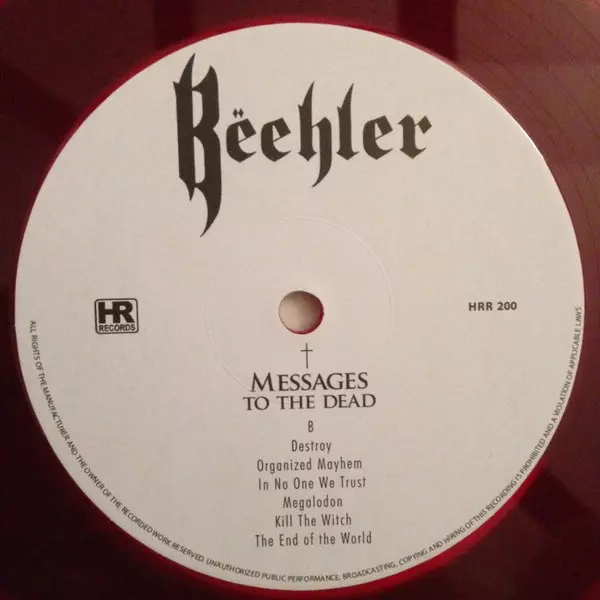 Bëehler
HR
RECORDS
HRR 200
MESSAGES
TO THE DEAD
B
Destroy
Organized Mayhem
In No One We Trust
Megalodon
Kill The Witch
The End of the World
ALL RIGHTS OF THE MANUFACTURER AND THE OWNER OF THE RECORDED WORK RESERVED. UNAUTHORIZED PUBLIC PERFORMANCE, BROADCASTING, COPYING AND HIRING OF THIS RECORDING IS PROHIBITED AND A VIOLATION OF APPLICABLE LAWS